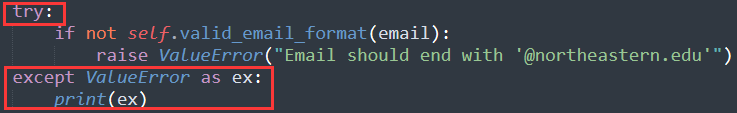 try:
if not self.valid_email_format(email):
raise ValueError("Email should end with '@northeastern.edu'")
except ValueError as ex:
print(ex)